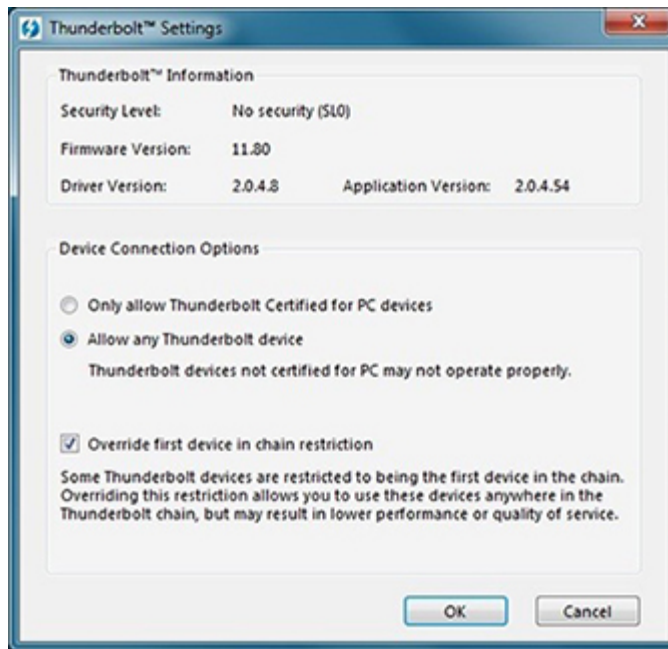 Thunderbolt™ Settings
Thunderbolt™ Information
Security Level: No security (SL0)
Firmware Version: 11.80
Driver Version: 2.0.4.8 Application Version: 2.0.4.54
Device Connection Options
Only allow Thunderbolt Certified for PC devices
Allow any Thunderbolt device
Thunderbolt devices not certified for PC may not operate properly.
Override first device in chain restriction
Some Thunderbolt devices are restricted to being the first device in the chain.
Overriding this restriction allows you to use these devices anywhere in the
Thunderbolt chain, but may result in lower performance or quality of service.
OK Cancel